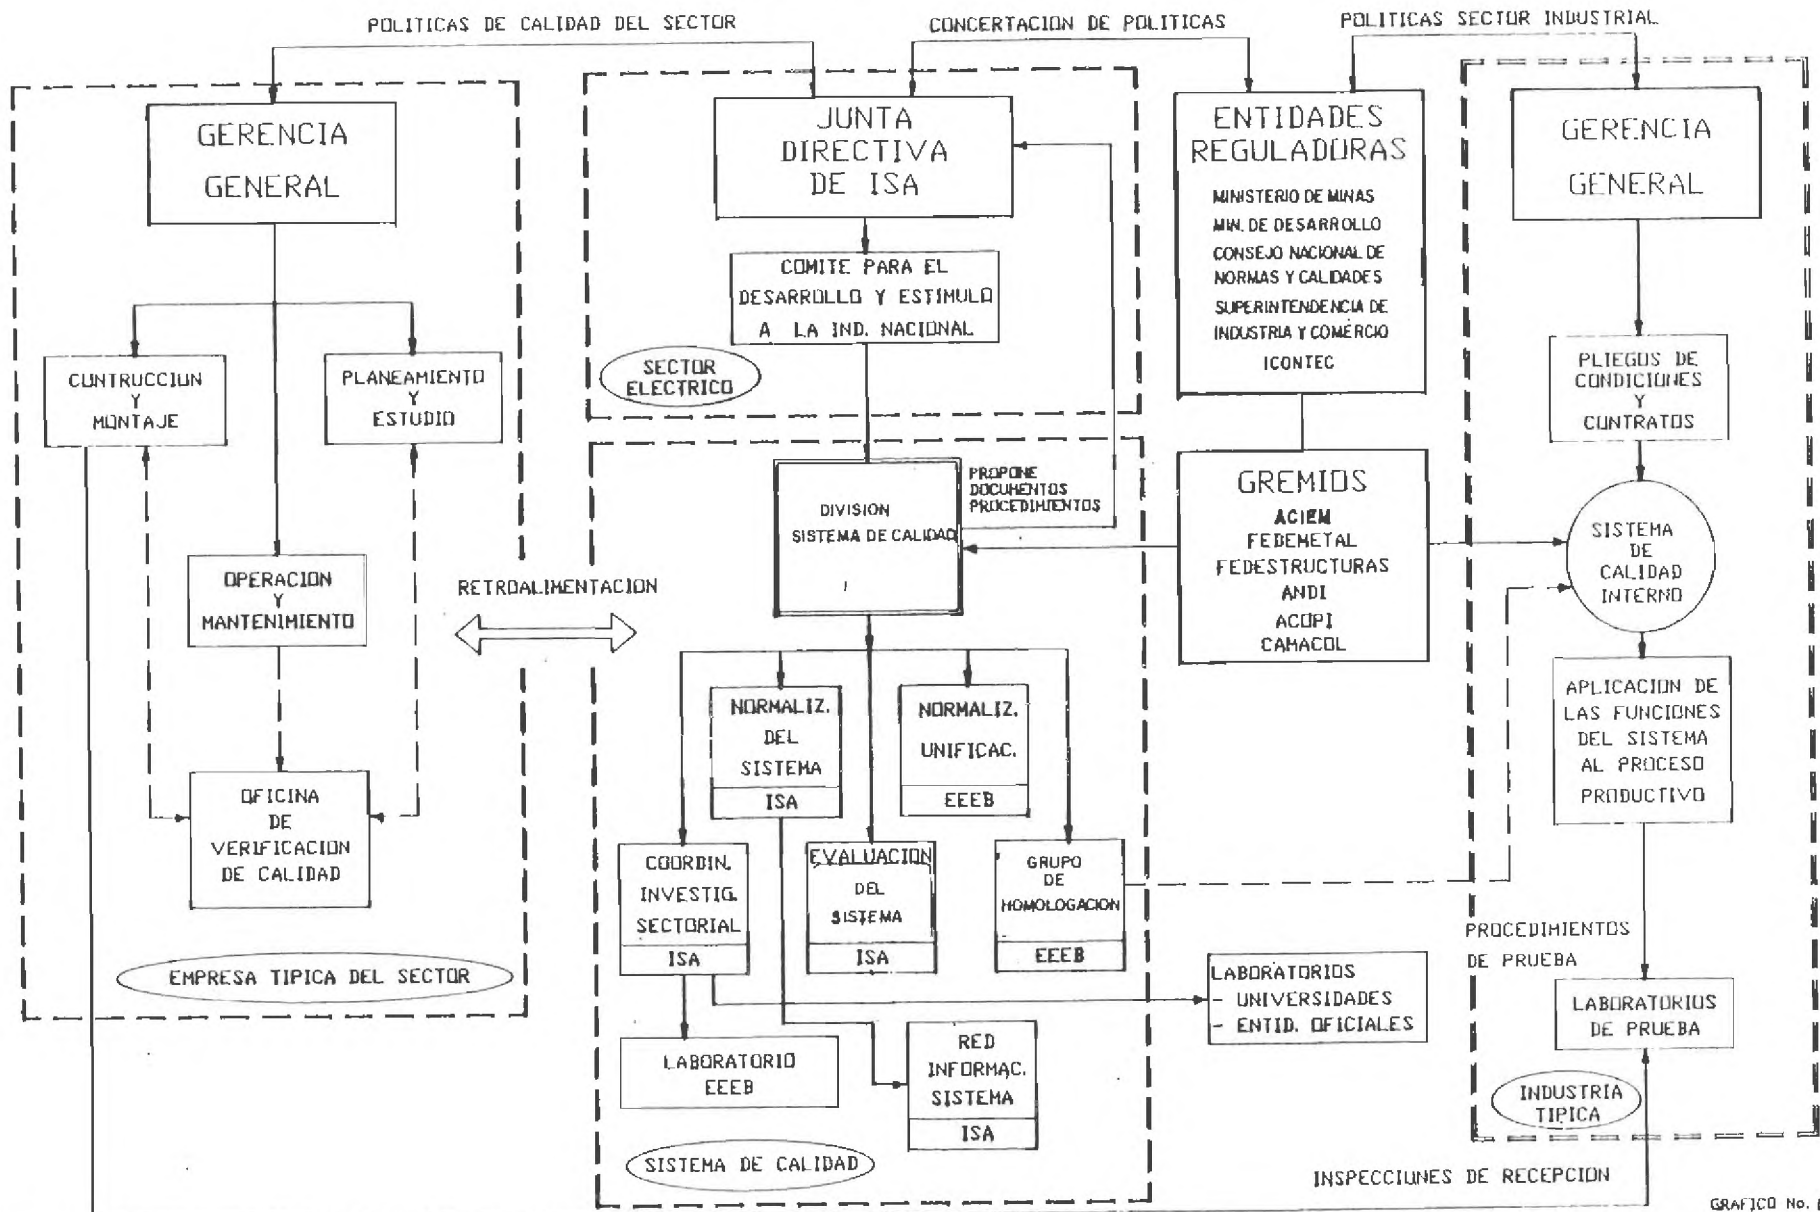 POLITICAS DE CALIDAD DEL SECTOR
CONCERTACION DE POLITICAS
POLITICAS SECTOR INDUSTRIAL
GERENCIA
GENERAL
CONTRUCCION
Y
MONTAJE
PLANEAMIENTO
Y
ESTUDIO
OPERACION
Y
MANTENIMIENTO
OFICINA
DE
VERIFICACION
DE CALIDAD
EMPRESA TIPICA DEL SECTOR
RETROALIMENTACION
JUNTA
DIRECTIVA
DE ISA
COMITE PARA EL
DESARROLLO Y ESTÍMULO
A LA IND. NACIONAL
SECTOR
ELECTRICO
DIVISION
SISTEMA DE CALIDAD
PROPONE
DOCUMENTOS
PROCEDIMIENTOS
NORMALIZ.
DEL
SISTEMA
ISA
NORMALIZ.
UNIFICAC.
EEEB
COORDIN.
INVESTIG.
SECTORIAL
ISA
EVALUACION
DEL
SISTEMA
ISA
GRUPO
DE
HOMOLOGACION
EEEB
LABORATORIO
EEEB
RED
INFORMAC.
SISTEMA
ISA
SISTEMA DE CALIDAD
ENTIDADES
REGULADORAS
MINISTERIO DE MINAS
MIN. DE DESARROLLO
CONSEJO NACIONAL DE
NORMAS Y CALIDADES
SUPERINTENDENCIA DE
INDUSTRIA Y COMÉRCIO
ICONTEC
GREMIOS
ACIEM
FEDEMETAL
FEDESTRUCTURAS
ANDI
ACOPI
CAMACOL
LABORATORIOS
- UNIVERSIDADES
- ENTID. OFICIALES
GERENCIA
GENERAL
PLIEGOS DE
CONDICIONES
Y
CONTRATOS
SISTEMA
DE
CALIDAD
INTERNO
APLICACION DE
LAS FUNCIONES
DEL SISTEMA
AL PROCESO
PRODUCTIVO
PROCEDIMIENTOS
DE PRUEBA
LABORATORIOS
DE PRUEBA
INDUSTRIA
TIPICA
INSPECCIONES DE RECEPCION
GRAFICO No.